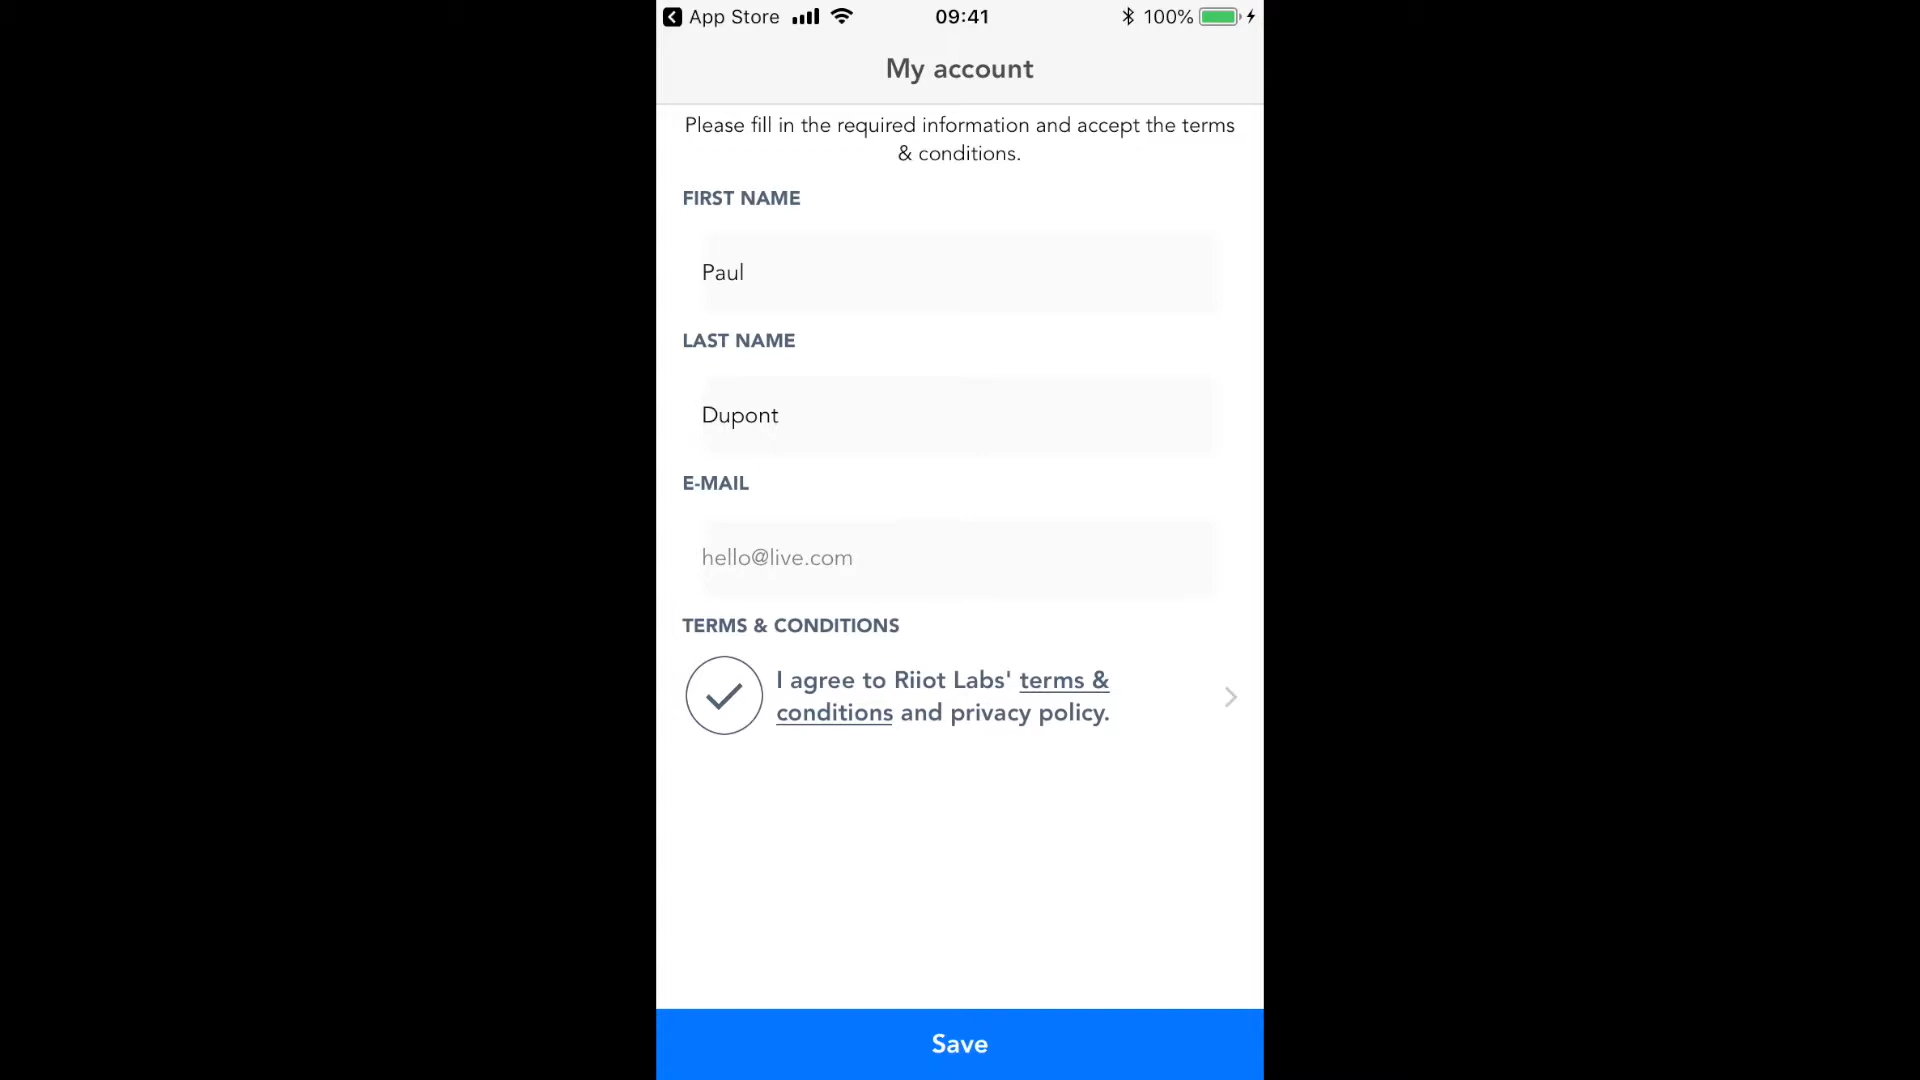 App Store 09:41 100%
My account
Please fill in the required information and accept the terms
& conditions.
FIRST NAME
Paul
LAST NAME
Dupont
E-MAIL
hello@live.com
TERMS & CONDITIONS
I agree to Riiot Labs' terms &
conditions and privacy policy.
Save